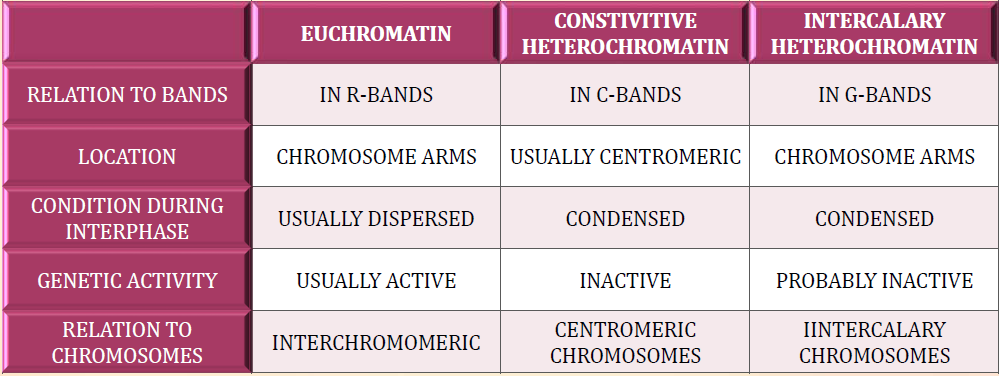 EUCHROMATIN
CONSTIVITIVE
HETEROCHROMATIN
INTERCALARY
HETEROCHROMATIN
RELATION TO BANDS
IN R-BANDS
IN C-BANDS
IN G-BANDS
LOCATION
CHROMOSOME ARMS
USUALLY CENTROMERIC
CHROMOSOME ARMS
CONDITION DURING
INTERPHASE
USUALLY DISPERSED
CONDENSED
CONDENSED
GENETIC ACTIVITY
USUALLY ACTIVE
INACTIVE
PROBABLY INACTIVE
RELATION TO
CHROMOSOMES
INTERCHROMOMERIC
CENTROMERIC
CHROMOSOMES
IINTERCALARY
CHROMOSOMES